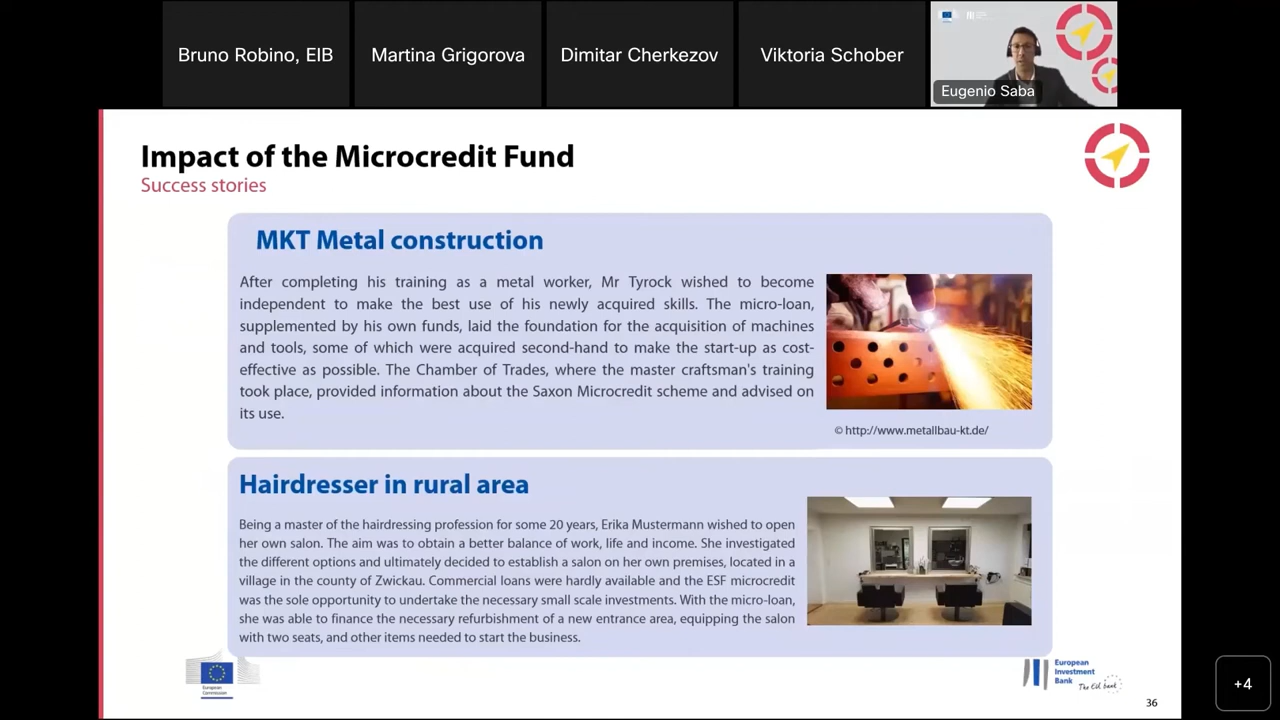 Bruno Robino, EIB
Martina Grigorova
Dimitar Cherkezov
Viktoria Schober
Eugenio Saba
Impact of the Microcredit Fund
Success stories
MKT Metal construction
After completing his training as a metal worker, Mr Tyrock wished to become
independent to make the best use of his newly acquired skills. The micro-loan,
supplemented by his own funds, laid the foundation for the acquisition of machines
and tools, some of which were acquired second-hand to make the start-up as cost-
effective as possible. The Chamber of Trades, where the master craftsman's training
took place, provided information about the Saxon Microcredit scheme and advised on
its use.
© http://www.metallbau-kt.de/
Hairdresser in rural area
Being a master of the hairdressing profession for some 20 years, Erika Mustermann wished to open
her own salon. The aim was to obtain a better balance of work, life and income. She investigated
the different options and ultimately decided to establish a salon on her own premises, located in a
village in the county of Zwickau. Commercial loans were hardly available and the ESF microcredit
was the sole opportunity to undertake the necessary small scale investments. With the micro-loan,
she was able to finance the necessary refurbishment of a new entrance area, equipping the salon
with two seats, and other items needed to start the business.
European
Commission
European
Investment
Bank
The EIB bank
36
+4